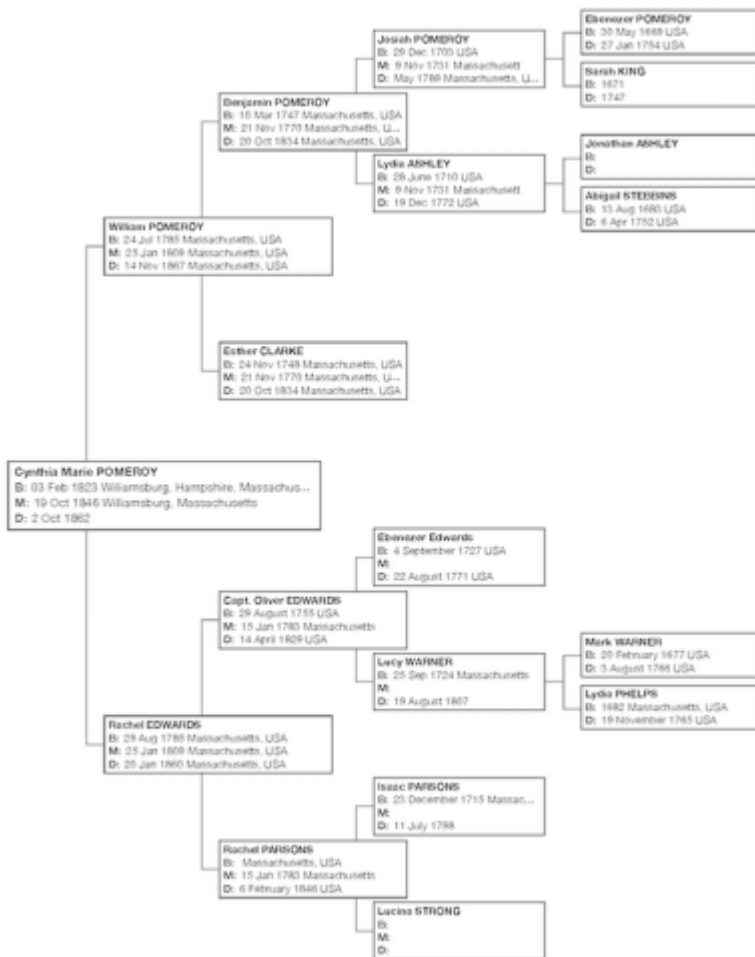 Ebenezer POMEROY
B: 30 May 1669 USA
D: 27 Jan 1754 USA
Josiah POMEROY
B: 29 Dec 1703 USA
M: 9 Nov 1731 Massachusett
D: May 1789 Massachusetts, U...
Sarah KING
B: 1671
D: 1747
Benjamin POMEROY
B: 10 Mar 1747 Massachusetts, USA
M: 21 Nov 1770 Massachusetts, U...
D: 20 Oct 1834 Massachusetts, USA
Jonathan ASHLEY
B:
D:
Lydia ASHLEY
B: 28 June 1710 USA
M: 9 Nov 1731 Massachusett
D: 19 Dec 1772 USA
Abigail STEBBINS
B: 13 Aug 1683 USA
D: 6 Apr 1752 USA
William POMEROY
B: 24 Jul 1785 Massachusetts, USA
M: 25 Jan 1809 Massachusetts, USA
D: 14 Nov 1867 Massachusetts, USA
Esther CLARKE
B: 24 Nov 1748 Massachusetts, USA
M: 21 Nov 1770 Massachusetts, U...
D: 20 Oct 1834 Massachusetts, USA
Cynthia Marie POMEROY
B: 03 Feb 1823 Williamsburg, Hampshire, Massachus...
M: 19 Oct 1846 Williamsburg, Massachusetts
D: 2 Oct 1862
Ebenezer Edwards
B: 4 September 1727 USA
M:
D: 22 August 1771 USA
Capt. Oliver EDWARDS
B: 29 August 1755 USA
M: 15 Jan 1783 Massachusetts
D: 14 April 1829 USA
Mark WARNER
B: 20 February 1677 USA
D: 3 August 1766 USA
Lucy WARNER
B: 25 Sep 1724 Massachusetts
M:
D: 19 August 1807
Lydia PHELPS
B: 1682 Massachusetts, USA
D: 19 November 1765 USA
Rachel EDWARDS
B: 29 Aug 1785 Massachusetts, USA
M: 25 Jan 1809 Massachusetts, USA
D: 20 Jan 1860 Massachusetts, USA
Isaac PARSONS
B: 23 December 1715 Massac...
M:
D: 11 July 1788
Rachel PARSONS
B: Massachusetts, USA
M: 15 Jan 1783 Massachusetts
D: 6 February 1846 USA
Lucina STRONG
B:
M:
D: